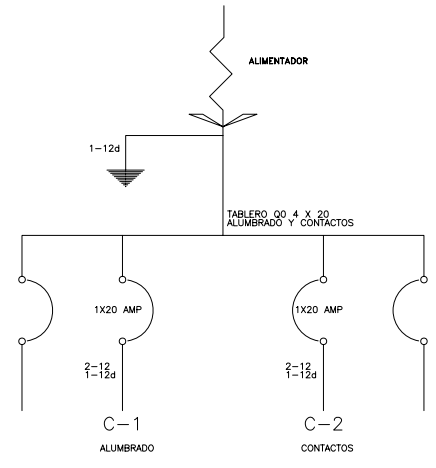 ALIMENTADOR
1-12d
TABLERO QO 4 X 20
ALUMBRADO Y CONTACTOS
1X20 AMP
1X20 AMP
2-12
1-12d
2-12
1-12d
C-1
C-2
ALUMBRADO
CONTACTOS